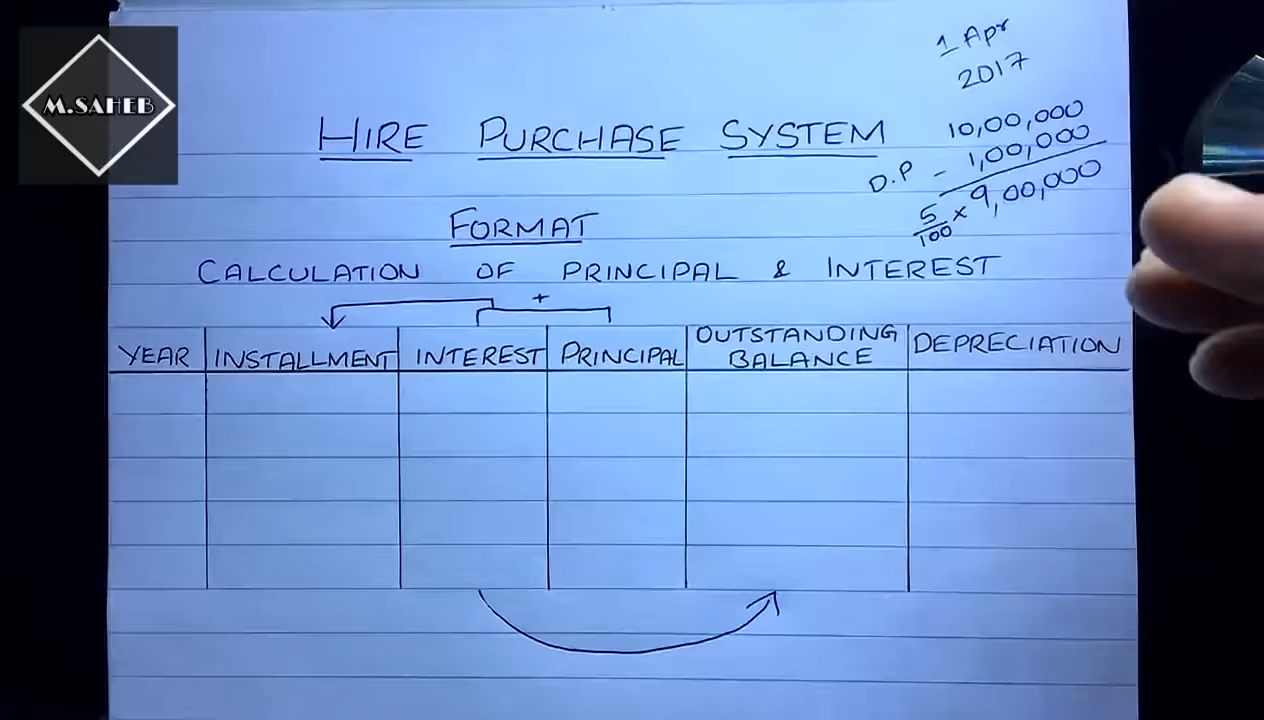 M.SAHEB
1 Apr
2017
HIRE PURCHASE SYSTEM
10,00,000
D.P - 1,00,000
5/100 × 9,00,000
FORMAT
CALCULATION OF PRINCIPAL & INTEREST
+
YEAR INSTALLMENT INTEREST PRINCIPAL OUTSTANDING BALANCE DEPRECIATION